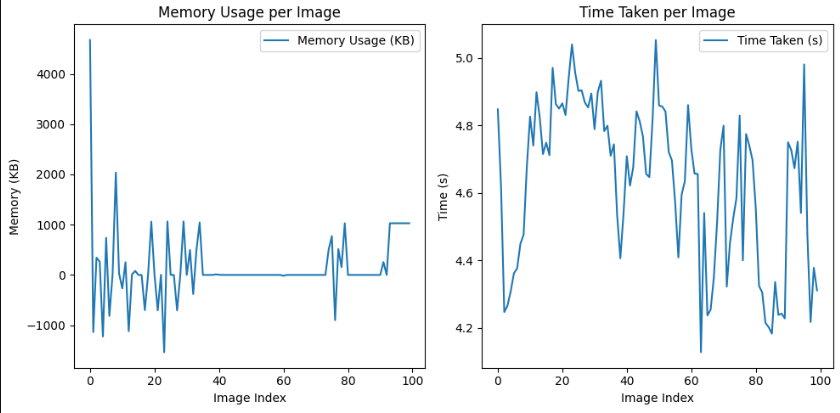 Memory Usage per Image
Memory Usage (KB)
Memory (KB)
4000
3000
2000
1000
0
−1000
0
20
40
60
80
100
Image Index
Time Taken per Image
Time Taken (s)
Time (s)
5.0
4.8
4.6
4.4
4.2
0
20
40
60
80
100
Image Index